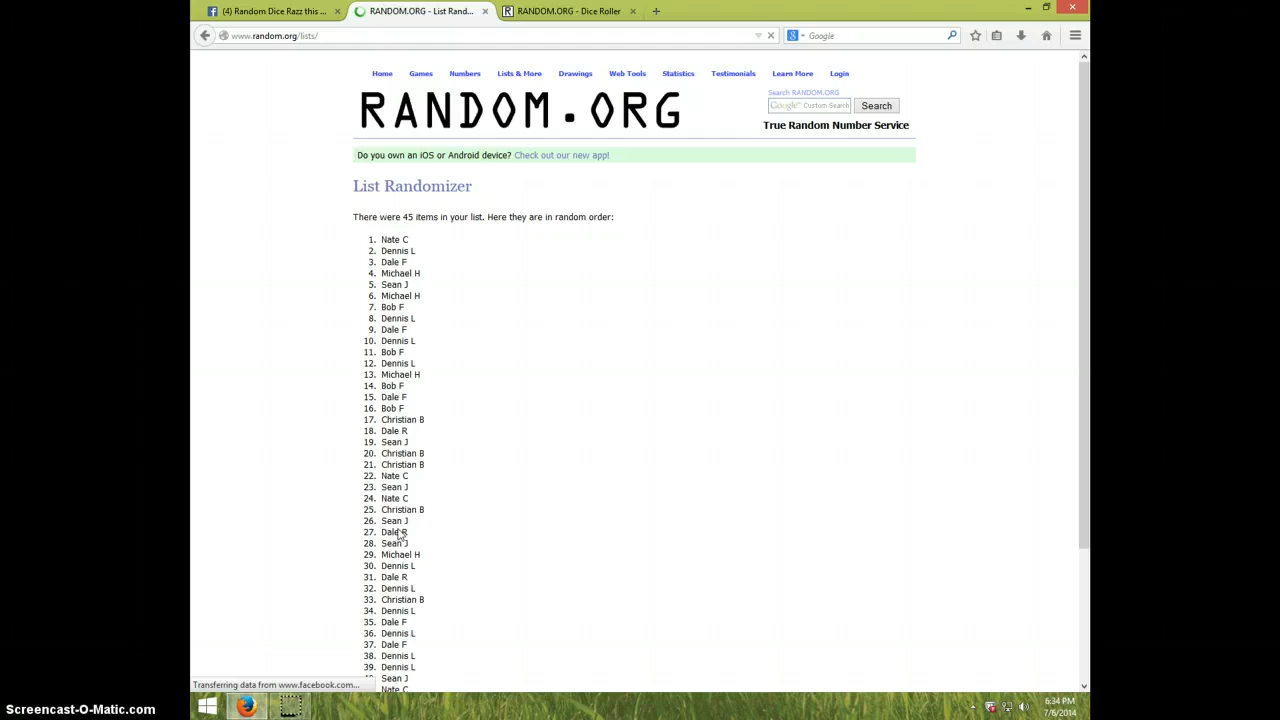 (4) Random Dice Razz this ...
RANDOM.ORG - List Rand...
RANDOM.ORG - Dice Roller
www.random.org/lists/
Google
Home Games Numbers Lists & More Drawings Web Tools Statistics Testimonials Learn More Login
RANDOM.ORG
Search RANDOM.ORG
Google Custom Search
Search
True Random Number Service
Do you own an iOS or Android device? Check out our new app!
List Randomizer
There were 45 items in your list. Here they are in random order:
1. Nate C
2. Dennis L
3. Dale F
4. Michael H
5. Sean J
6. Michael H
7. Bob F
8. Dennis L
9. Dale F
10. Dennis L
11. Bob F
12. Dennis L
13. Michael H
14. Bob F
15. Dale F
16. Bob F
17. Christian B
18. Dale R
19. Sean J
20. Christian B
21. Christian B
22. Nate C
23. Sean J
24. Nate C
25. Christian B
26. Sean J
27. Dale R
28. Sean J
29. Michael H
30. Dennis L
31. Dale R
32. Dennis L
33. Christian B
34. Dennis L
35. Dale F
36. Dennis L
37. Dale F
38. Dennis L
39. Dennis L
Sean J
Nate C
Transferring data from www.facebook.com...
6:34 PM
7/6/2014
Screencast-O-Matic.com